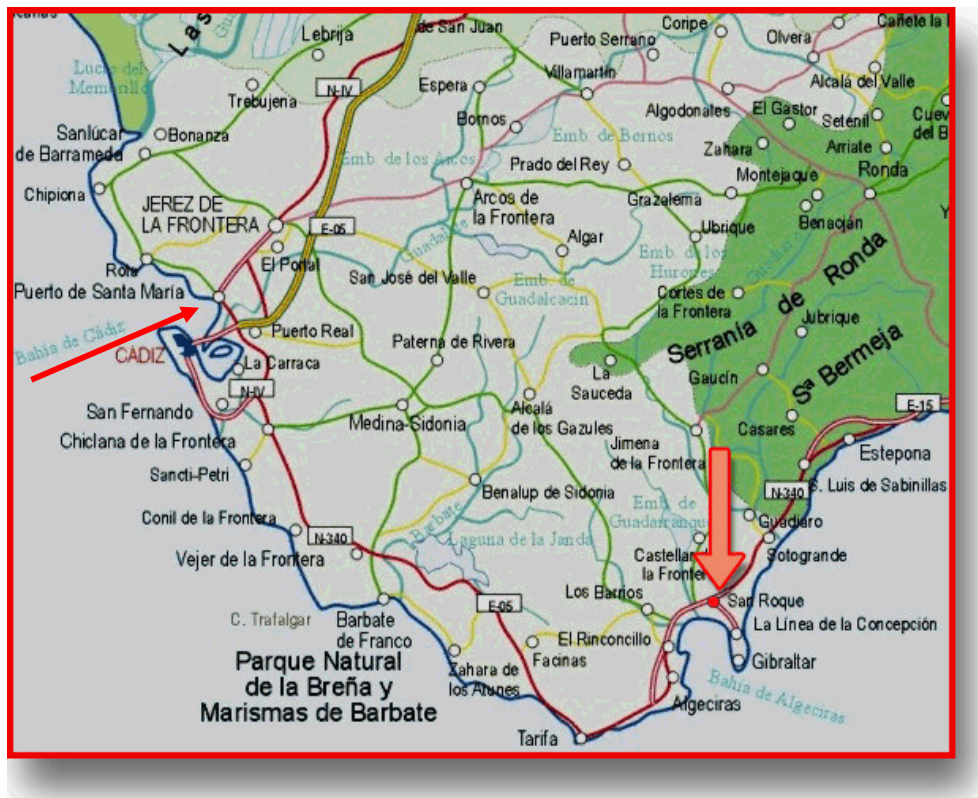 Las
Lebrija
de San Juan
Coripe
Olvera
Cañete la
Puerto Serrano
Lucio del
Memorillo
Trebujena
N-IV
Espera
Villamartin
Alcalá del Valle
Algodonales
El Gastor
Setenil
Cuev
del B
Sanlúcar
de Barrameda
Bonanza
Bornos
Emb. de Bornos
Emb. de los Arcos
Prado del Rey
Zahara
Arriate
Montejaque
Ronda
Chipiona
JEREZ DE
LA FRONTERA
E-05
Arcos de
la Frontera
Grazalema
Benaoján
Ubrique
Y
Guadalete
Algar
Rota
El Portal
San José del Valle
Emb. de
Guadalcacín
Emb. de los
Hurones
Guadiaro
Puerto de Santa María
Cortes de
la Frontera
Serranía de Ronda
Jubrique
Bahía de Cádiz
CÁDIZ
Puerto Real
Paterna de Rivera
La Carraca
La
Sauceda
Gaucín
Sª Bermeja
N-IV
San Fernando
Medina-Sidonia
Alcalá
de los Gazules
E-15
Chiclana de la Frontera
Jimena
de la Frontera
Casares
Estepona
Sancti-Petri
Benalup de Sidonia
N-340
S. Luis de Sabinillas
Conil de la Frontera
Barbate
Emb. de
Guadarranque
Guadiaro
N-340
Laguna de la Janda
Vejer de la Frontera
Castellar d
la Fronter
Sotogrande
E-05
Los Barrios
San Roque
C. Trafalgar
Barbate
de Franco
La Línea de la Concepción
El Rinconcillo
Parque Natural
de la Breña y
Marismas de Barbate
Zahara de
los Atunes
Facinas
Gibraltar
Bahía de Algeciras
Algeciras
Tarifa